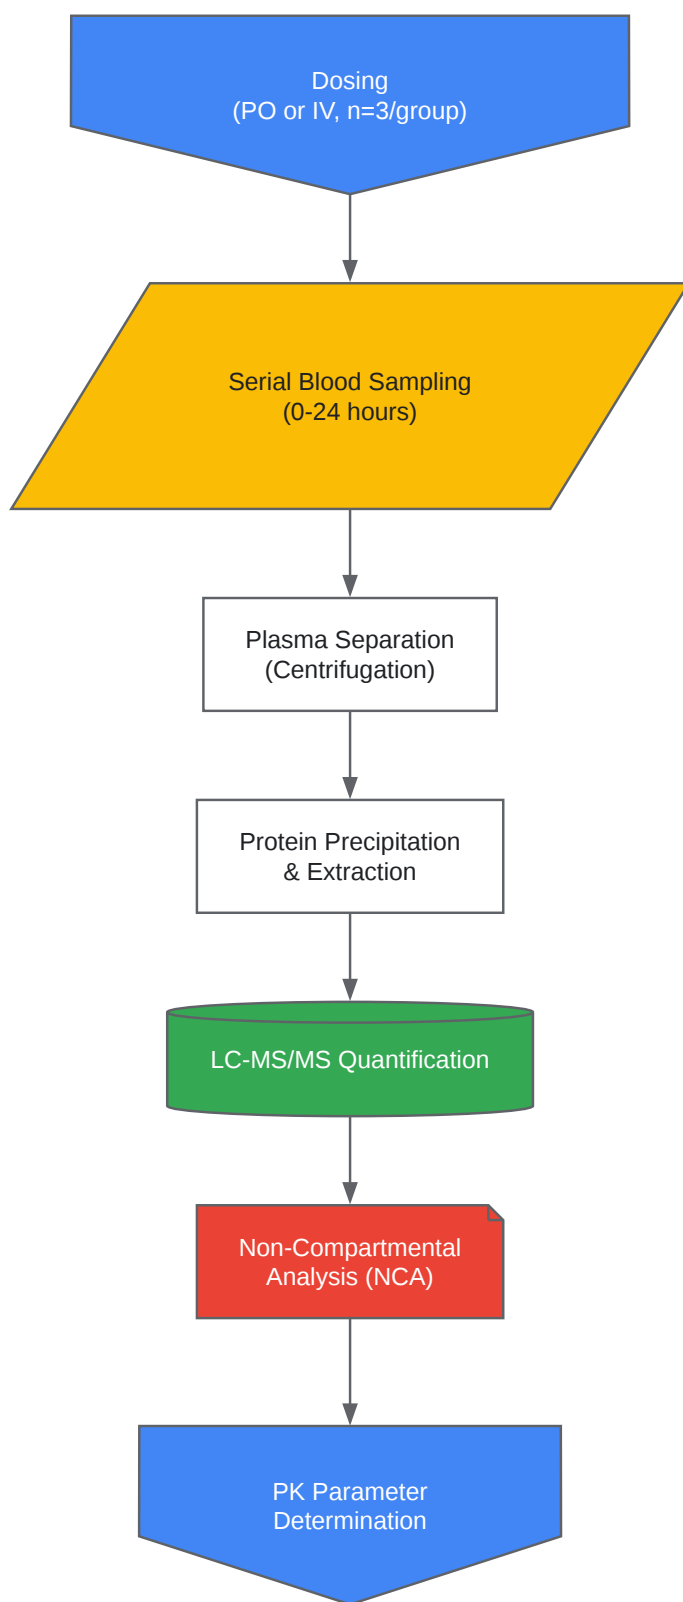 Dosing
(PO or IV, n=3/group)
Serial Blood Sampling
(0-24 hours)
Plasma Separation
(Centrifugation)
Protein Precipitation
& Extraction
LC-MS/MS Quantification
Non-Compartmental
Analysis (NCA)
PK Parameter
Determination